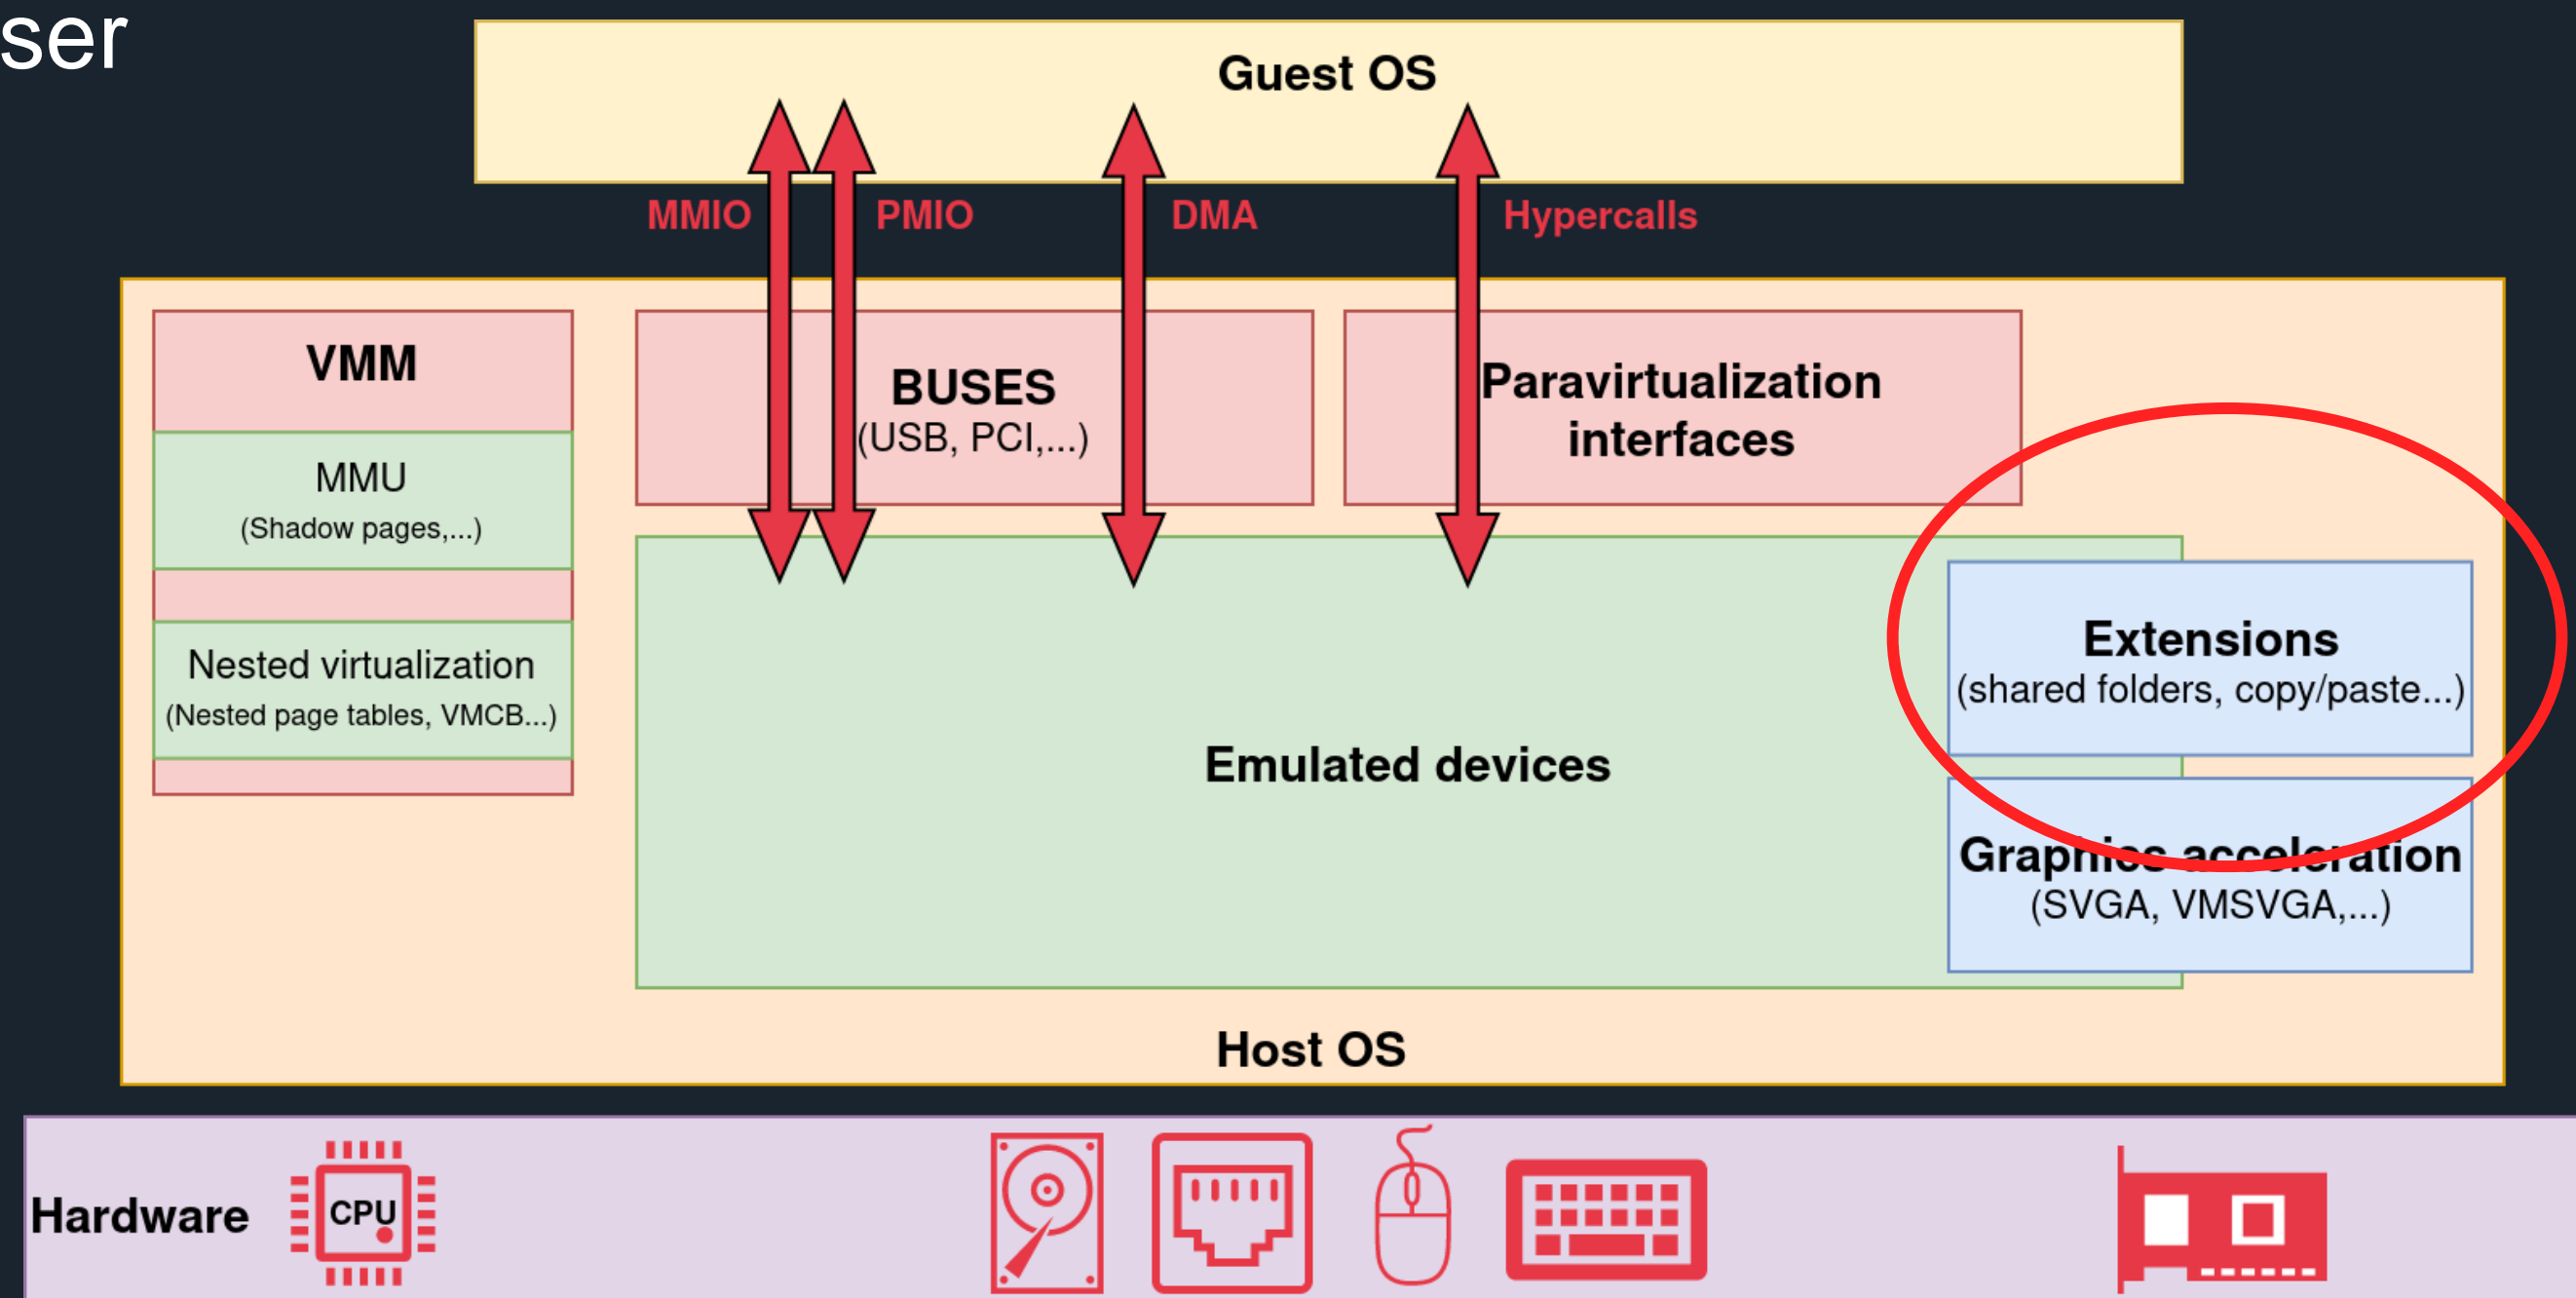 ser
Guest OS
MMIO
PMIO
DMA
Hypercalls
VMM
MMU
(Shadow pages,...)
Nested virtualization
(Nested page tables, VMCB...)
BUSES
(USB, PCI,...)
Paravirtualization
interfaces
Emulated devices
Extensions
(shared folders, copy/paste...)
Graphics acceleration
(SVGA, VMSVGA,...)
Host OS
Hardware
CPU